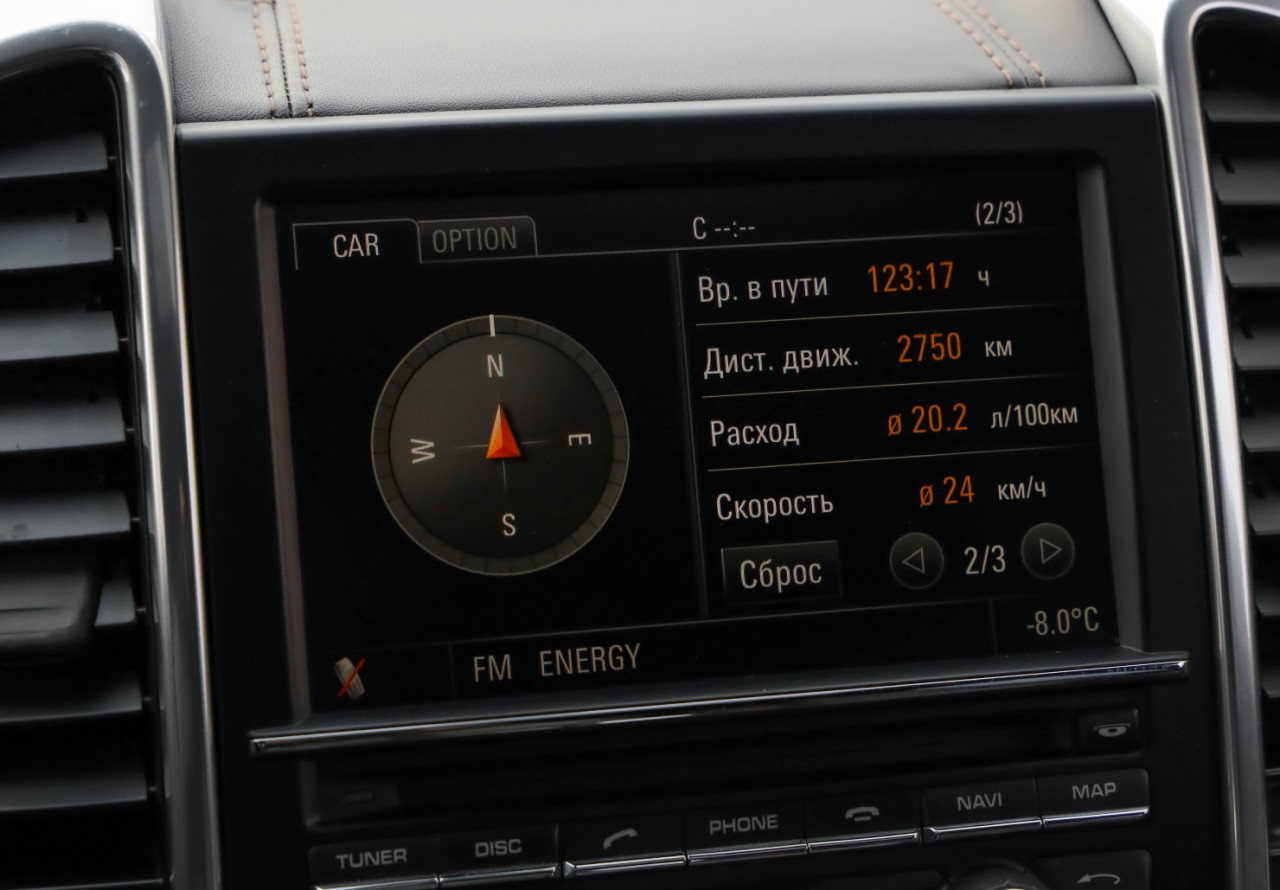 CAR OPTION
С --:-- (2/3)
Вр. в пути 123:17 ч
Дист. движ. 2750 км
Расход ø 20.2 л/100км
Скорость ø 24 км/ч
Сброс 2/3
N
W E
S
FM ENERGY -8.0°C
TUNER DISC PHONE NAVI MAP